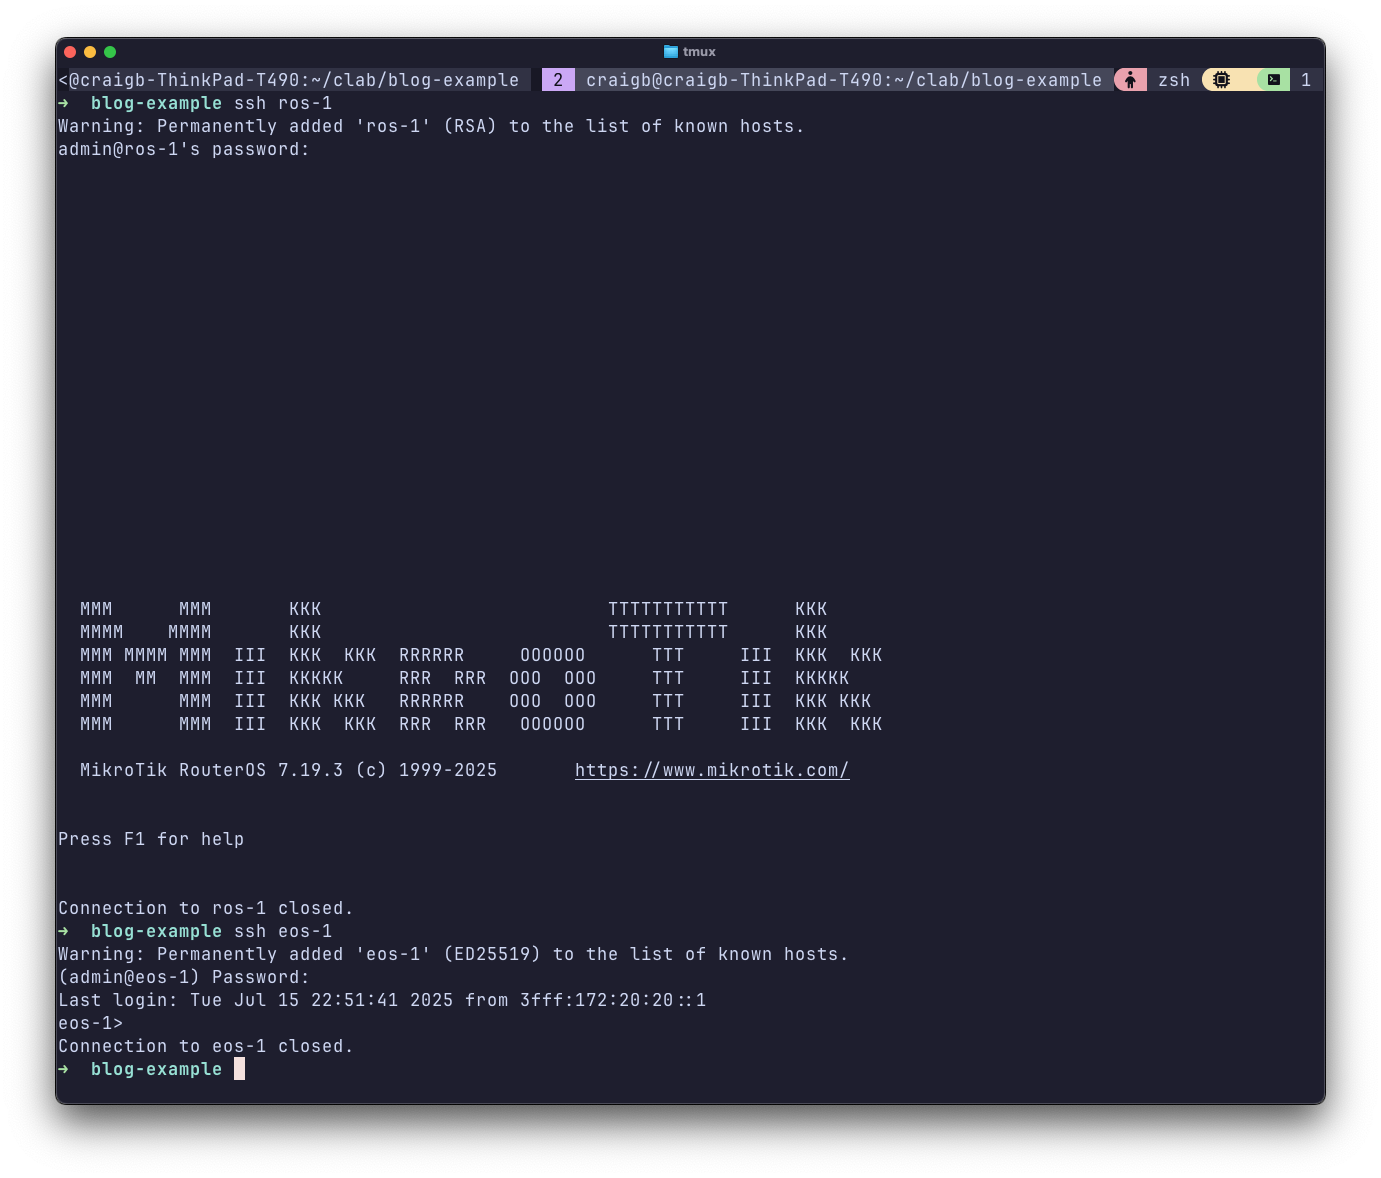 tmux
<@craigb-ThinkPad-T490:~/clab/blog-example 2 craigb@craigb-ThinkPad-T490:~/clab/blog-example zsh 1
→ blog-example ssh ros-1
Warning: Permanently added 'ros-1' (RSA) to the list of known hosts.
admin@ros-1's password:
  MMM      MMM       KKK                          TTTTTTTTTTT      KKK
  MMMM    MMMM       KKK                          TTTTTTTTTTT      KKK
  MMM MMMM MMM  III  KKK  KKK  RRRRRR     OOOOOO      TTT     III  KKK  KKK
  MMM  MM  MMM  III  KKKKK     RRR  RRR  OOO  OOO     TTT     III  KKKKK
  MMM      MMM  III  KKK KKK   RRRRRR    OOO  OOO     TTT     III  KKK KKK
  MMM      MMM  III  KKK  KKK  RRR  RRR   OOOOOO      TTT     III  KKK  KKK
  MikroTik RouterOS 7.19.3 (c) 1999-2025       https://www.mikrotik.com/
Press F1 for help
Connection to ros-1 closed.
→ blog-example ssh eos-1
Warning: Permanently added 'eos-1' (ED25519) to the list of known hosts.
(admin@eos-1) Password:
Last login: Tue Jul 15 22:51:41 2025 from 3fff:172:20:20::1
eos-1>
Connection to eos-1 closed.
→ blog-example